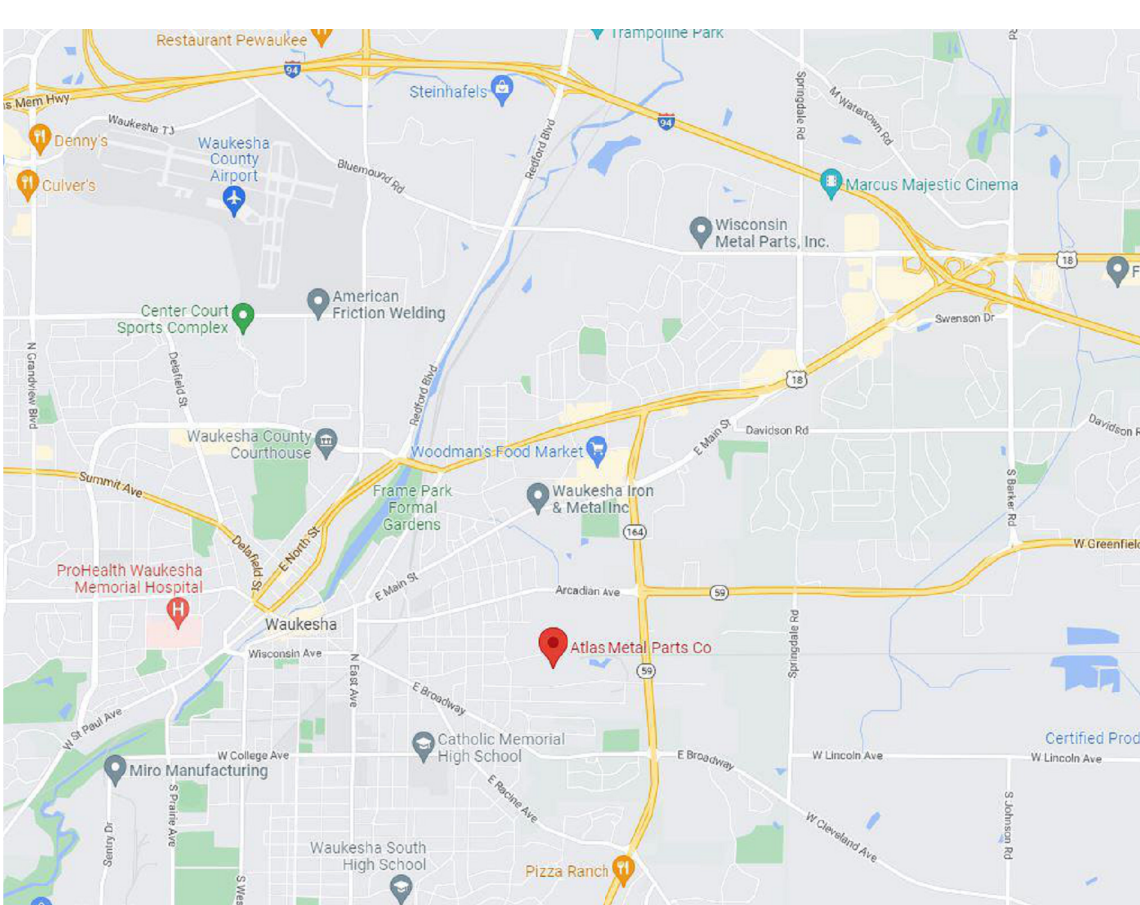 Restaurant Pewaukee
Trampoline Park
Rd
94
Steinhafels
is Mem Hwy
Denny's
Waukesha
County
Airport
Culver's
Bluemound Rd
Redford Blvd
94
Springdale Rd
M Watertown Rd
Marcus Majestic Cinema
Wisconsin
Metal Parts, Inc.
18
F
American
Friction Welding
Center Court
Sports Complex
Swenson Dr
N Grandview Blvd
Delafield St
Redford Blvd
18
Waukesha County
Courthouse
Woodman's Food Market
E Main St
Davidson Rd
Davidson R
Summit Ave
Frame Park
Formal
Gardens
Waukesha Iron
& Metal Inc
S Barker Rd
164
Delafield St
E North St
W Greenfield
ProHealth Waukesha
Memorial Hospital
H
E Main St
Arcadian Ave
59
Waukesha
Springdale Rd
Wisconsin Ave
Atlas Metal Parts Co
59
N East Ave
E Broadway
W St Paul Ave
W College Ave
Catholic Memorial
High School
E Broadway
Certified Prod
W Lincoln Ave
W Lincoln Ave
Miro Manufacturing
S Prairie Ave
E Racine Ave
Sentry Dr
W Cleveland Ave
S Johnson Rd
Waukesha South
High School
Pizza Ranch
S Wes